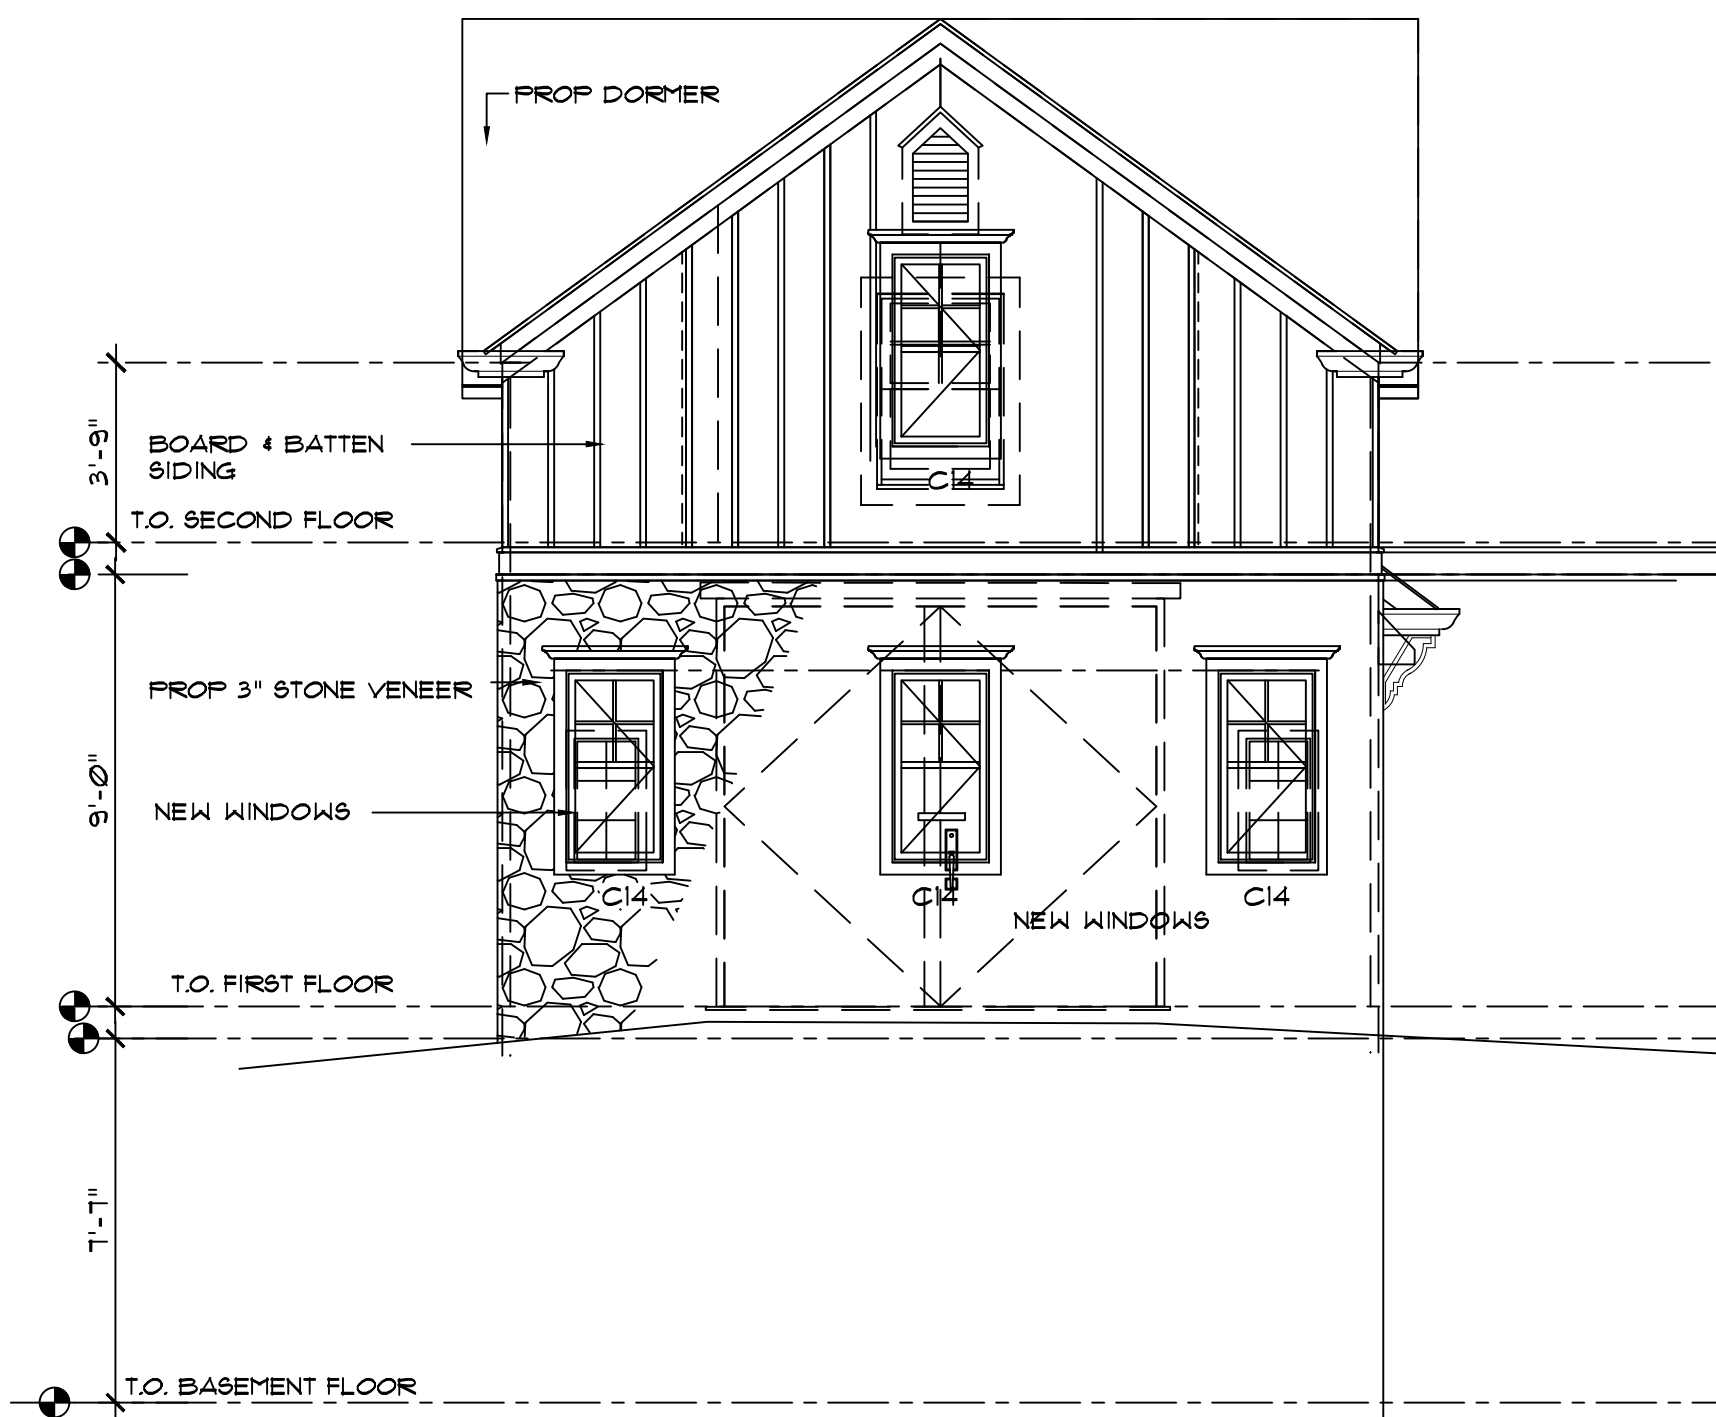 PROP DORMER
3'-9"
BOARD & BATTEN
SIDING
C14
T.O. SECOND FLOOR
PROP 3" STONE VENEER
9'-0"
NEW WINDOWS
C14
C14
C14
NEW WINDOWS
T.O. FIRST FLOOR
7'-7"
T.O. BASEMENT FLOOR